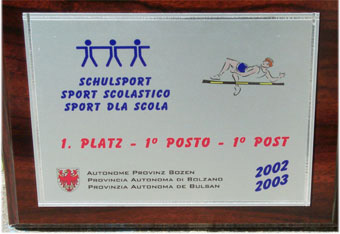 SCHULSPORT
SPORT SCOLASTICO
SPORT DLA SCOLA
1. PLATZ - 1º POSTO - 1º POST
AUTONOME PROVINZ BOZEN
PROVINCIA AUTONOMA DI BOLZANO
PROVINZIA AUTONOMA DE BULSAN
2002
2003